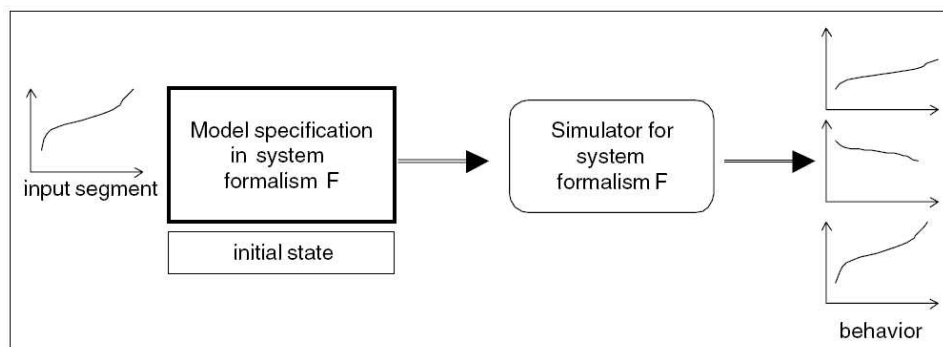 input segment
Model specification
in system
formalism F
initial state
Simulator for
system
formalism F
behavior